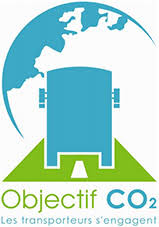 Objectif CO2
Les transporteurs s'engagent